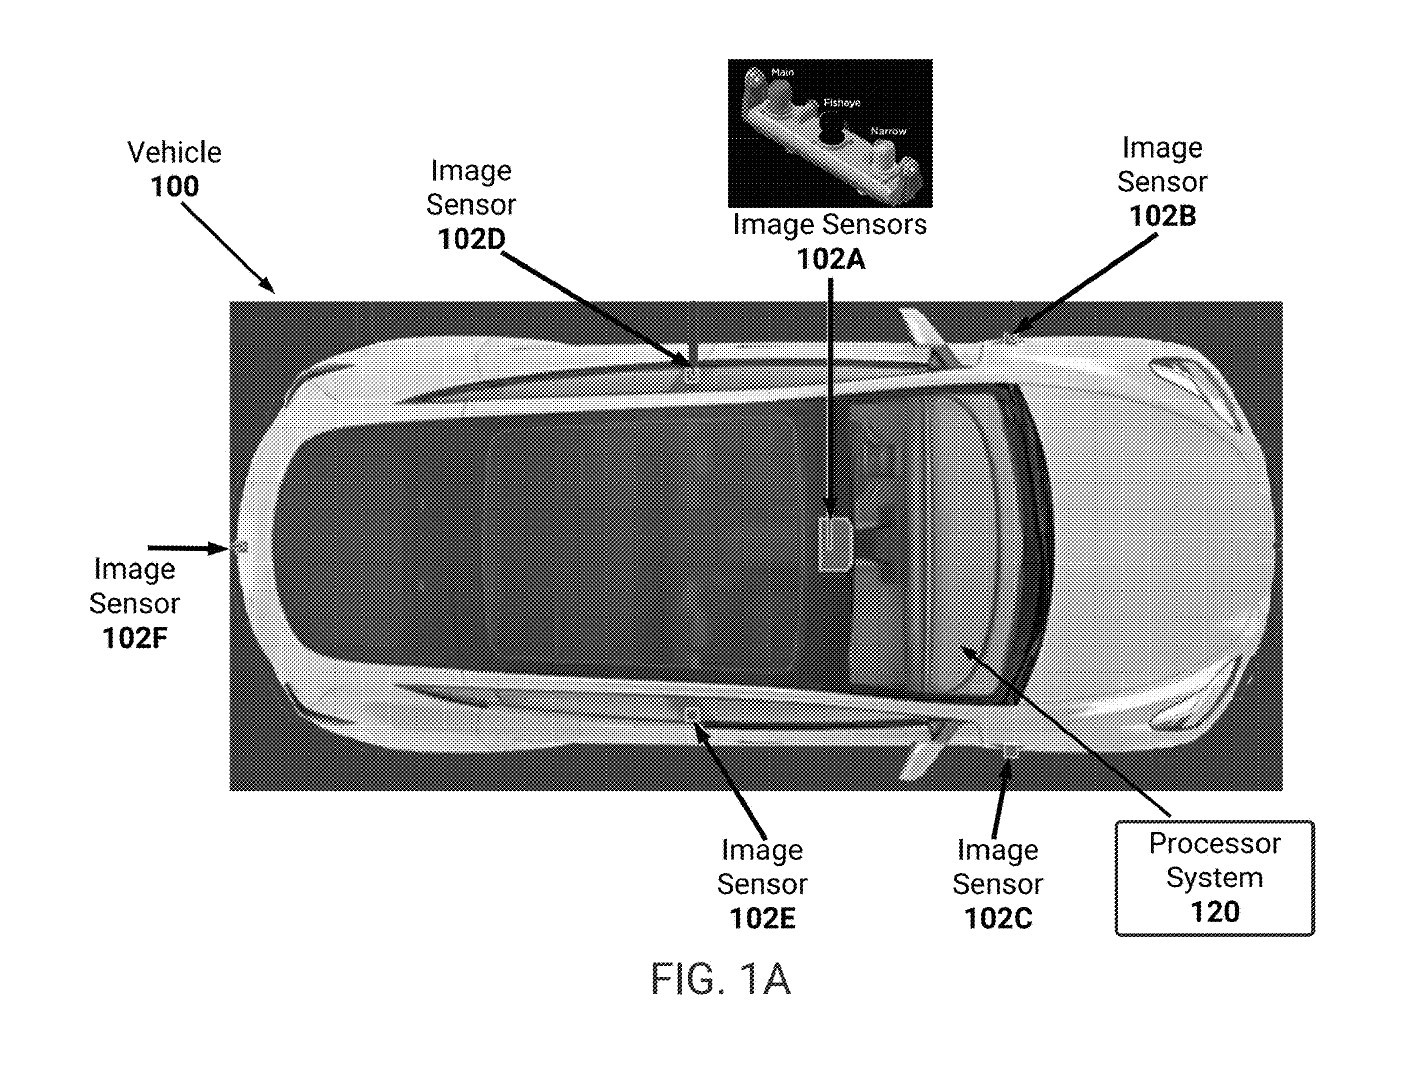 Main
Fisheye
Narrow
Vehicle
100
Image
Sensor
102D
Image Sensors
102A
Image
Sensor
102B
Image
Sensor
102F
Image
Sensor
102E
Image
Sensor
102C
Processor
System
120
FIG. 1A